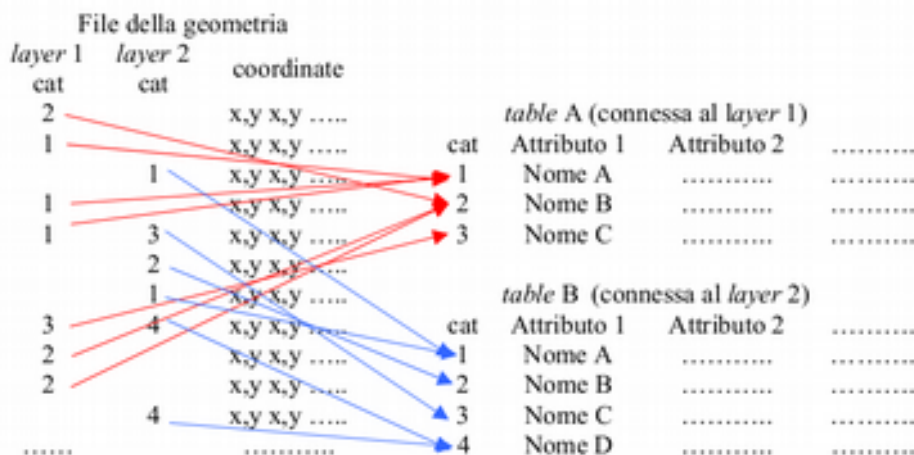 File della geometria
layer 1 layer 2
cat cat coordinate
2 x,y x,y ..... table A (connessa al layer 1)
1 x,y x,y ..... cat Attributo 1 Attributo 2 ...........
1 x,y x,y ..... 1 Nome A ........... ...........
1 x,y x,y ..... 2 Nome B ........... ...........
1 3 x,y x,y ..... 3 Nome C ........... ...........
2 x,y x,y .....
1 x,y x,y ..... table B (connessa al layer 2)
3 4 x,y x,y ..... cat Attributo 1 Attributo 2 ...........
2 x,y x,y ..... 1 Nome A ........... ...........
2 x,y x,y ..... 2 Nome B ........... ...........
4 x,y x,y ..... 3 Nome C ........... ...........
...... ........... 4 Nome D ........... ...........